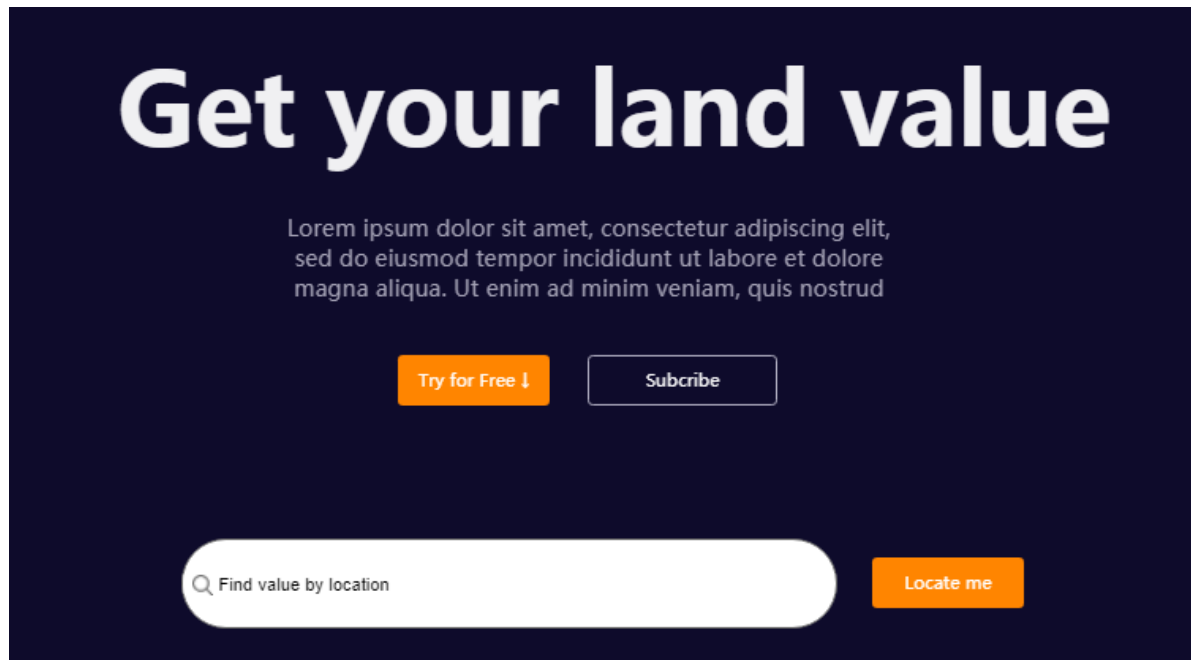 Get your land value
Lorem ipsum dolor sit amet, consectetur adipiscing elit,
sed do eiusmod tempor incididunt ut labore et dolore
magna aliqua. Ut enim ad minim veniam, quis nostrud
Try for Free ↓
Subcribe
Find value by location
Locate me